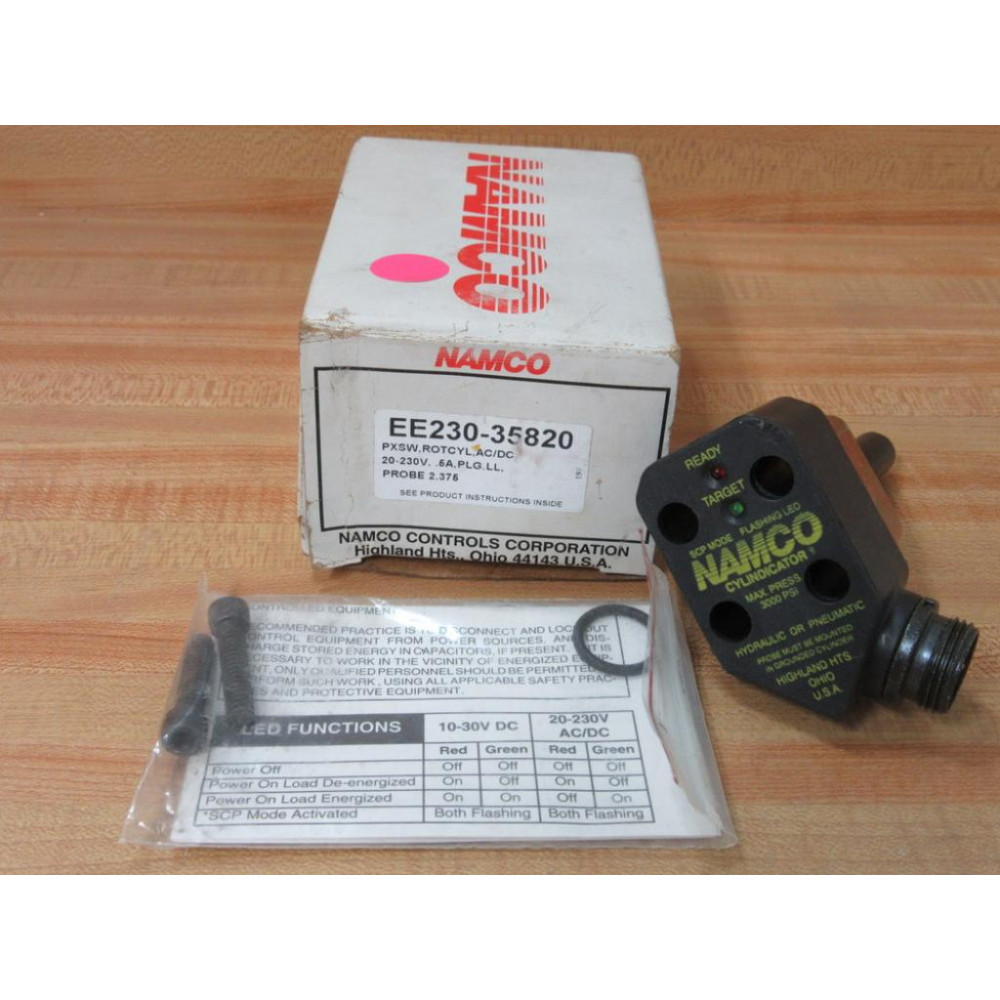 NAMCO
NAMCO
EE230-35820
PXSW,ROTCYL,AC/DC
20-230V, .5A,PLG.LL,
PROBE 2.375
SEE PRODUCT INSTRUCTIONS INSIDE
NAMCO CONTROLS CORPORATION
Highland Hts., Ohio 44143 U.S.A.
READY
TARGET
SCP MODE FLASHING LED
NAMCO
CYLINDICATOR
MAX. PRESS
3000 PSI
HYDRAULIC OR PNEUMATIC
PROBE MUST BE MOUNTED
IN GROUNDED CYLINDER
HIGHLAND HTS.
OHIO
U.S.A.
CONTROLLED EQUIPMENT
RECOMMENDED PRACTICE IS TO DISCONNECT AND LOCK OUT
CONTROL EQUIPMENT FROM POWER SOURCES, AND DIS-
CHARGE STORED ENERGY IN CAPACITORS, IF PRESENT. IF IT IS
NECESSARY TO WORK IN THE VICINITY OF ENERGIZED EQUIP-
MENT, ONLY QUALIFIED PERSONNEL SHOULD BE PERMITTED
PERFORM SUCH WORK, USING ALL APPLICABLE SAFETY PRAC-
ES AND PROTECTIVE EQUIPMENT.
LED FUNCTIONS 10-30V DC 20-230V AC/DC
Red Green Red Green
Power Off Off Off Off Off
Power On Load De-energized On Off On Off
Power On Load Energized On On Off On
*SCP Mode Activated Both Flashing Both Flashing